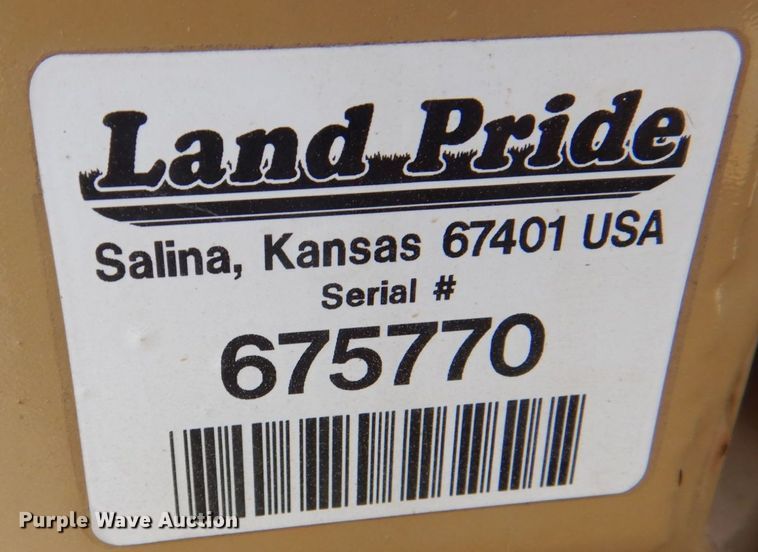 Land Pride
Salina, Kansas 67401 USA
Serial #
675770
Purple Wave Auction